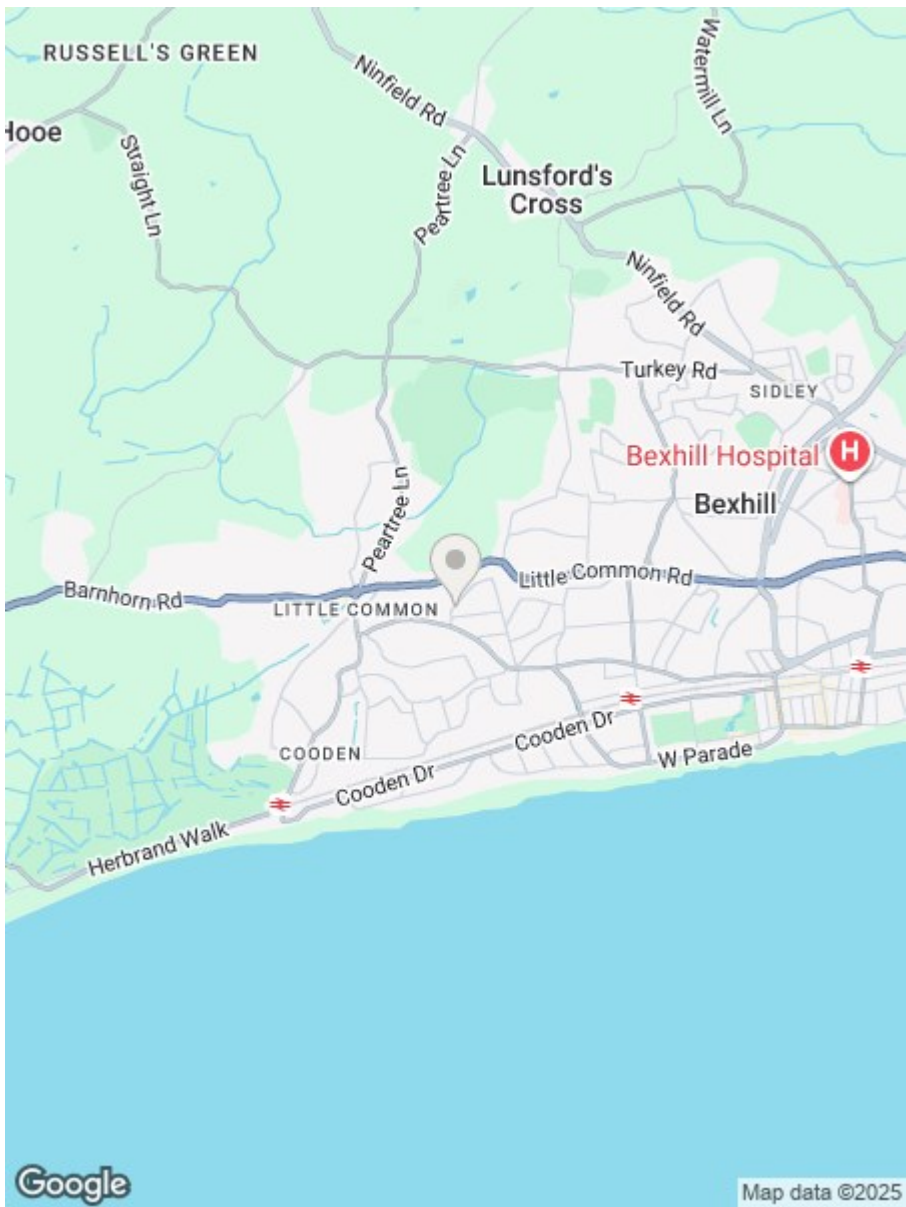 RUSSELL'S GREEN
Ninfield Rd
Watermill Ln
Hooe
Straight Ln
Peartree Ln
Lunsford's
Cross
Ninfield Rd
Turkey Rd
SIDLEY
Bexhill Hospital
H
Bexhill
Peartree Ln
Little Common Rd
Barnhorn Rd
LITTLE COMMON
Cooden Dr
COODEN
W Parade
Cooden Dr
Herbrand Walk
Google
Map data ©2025